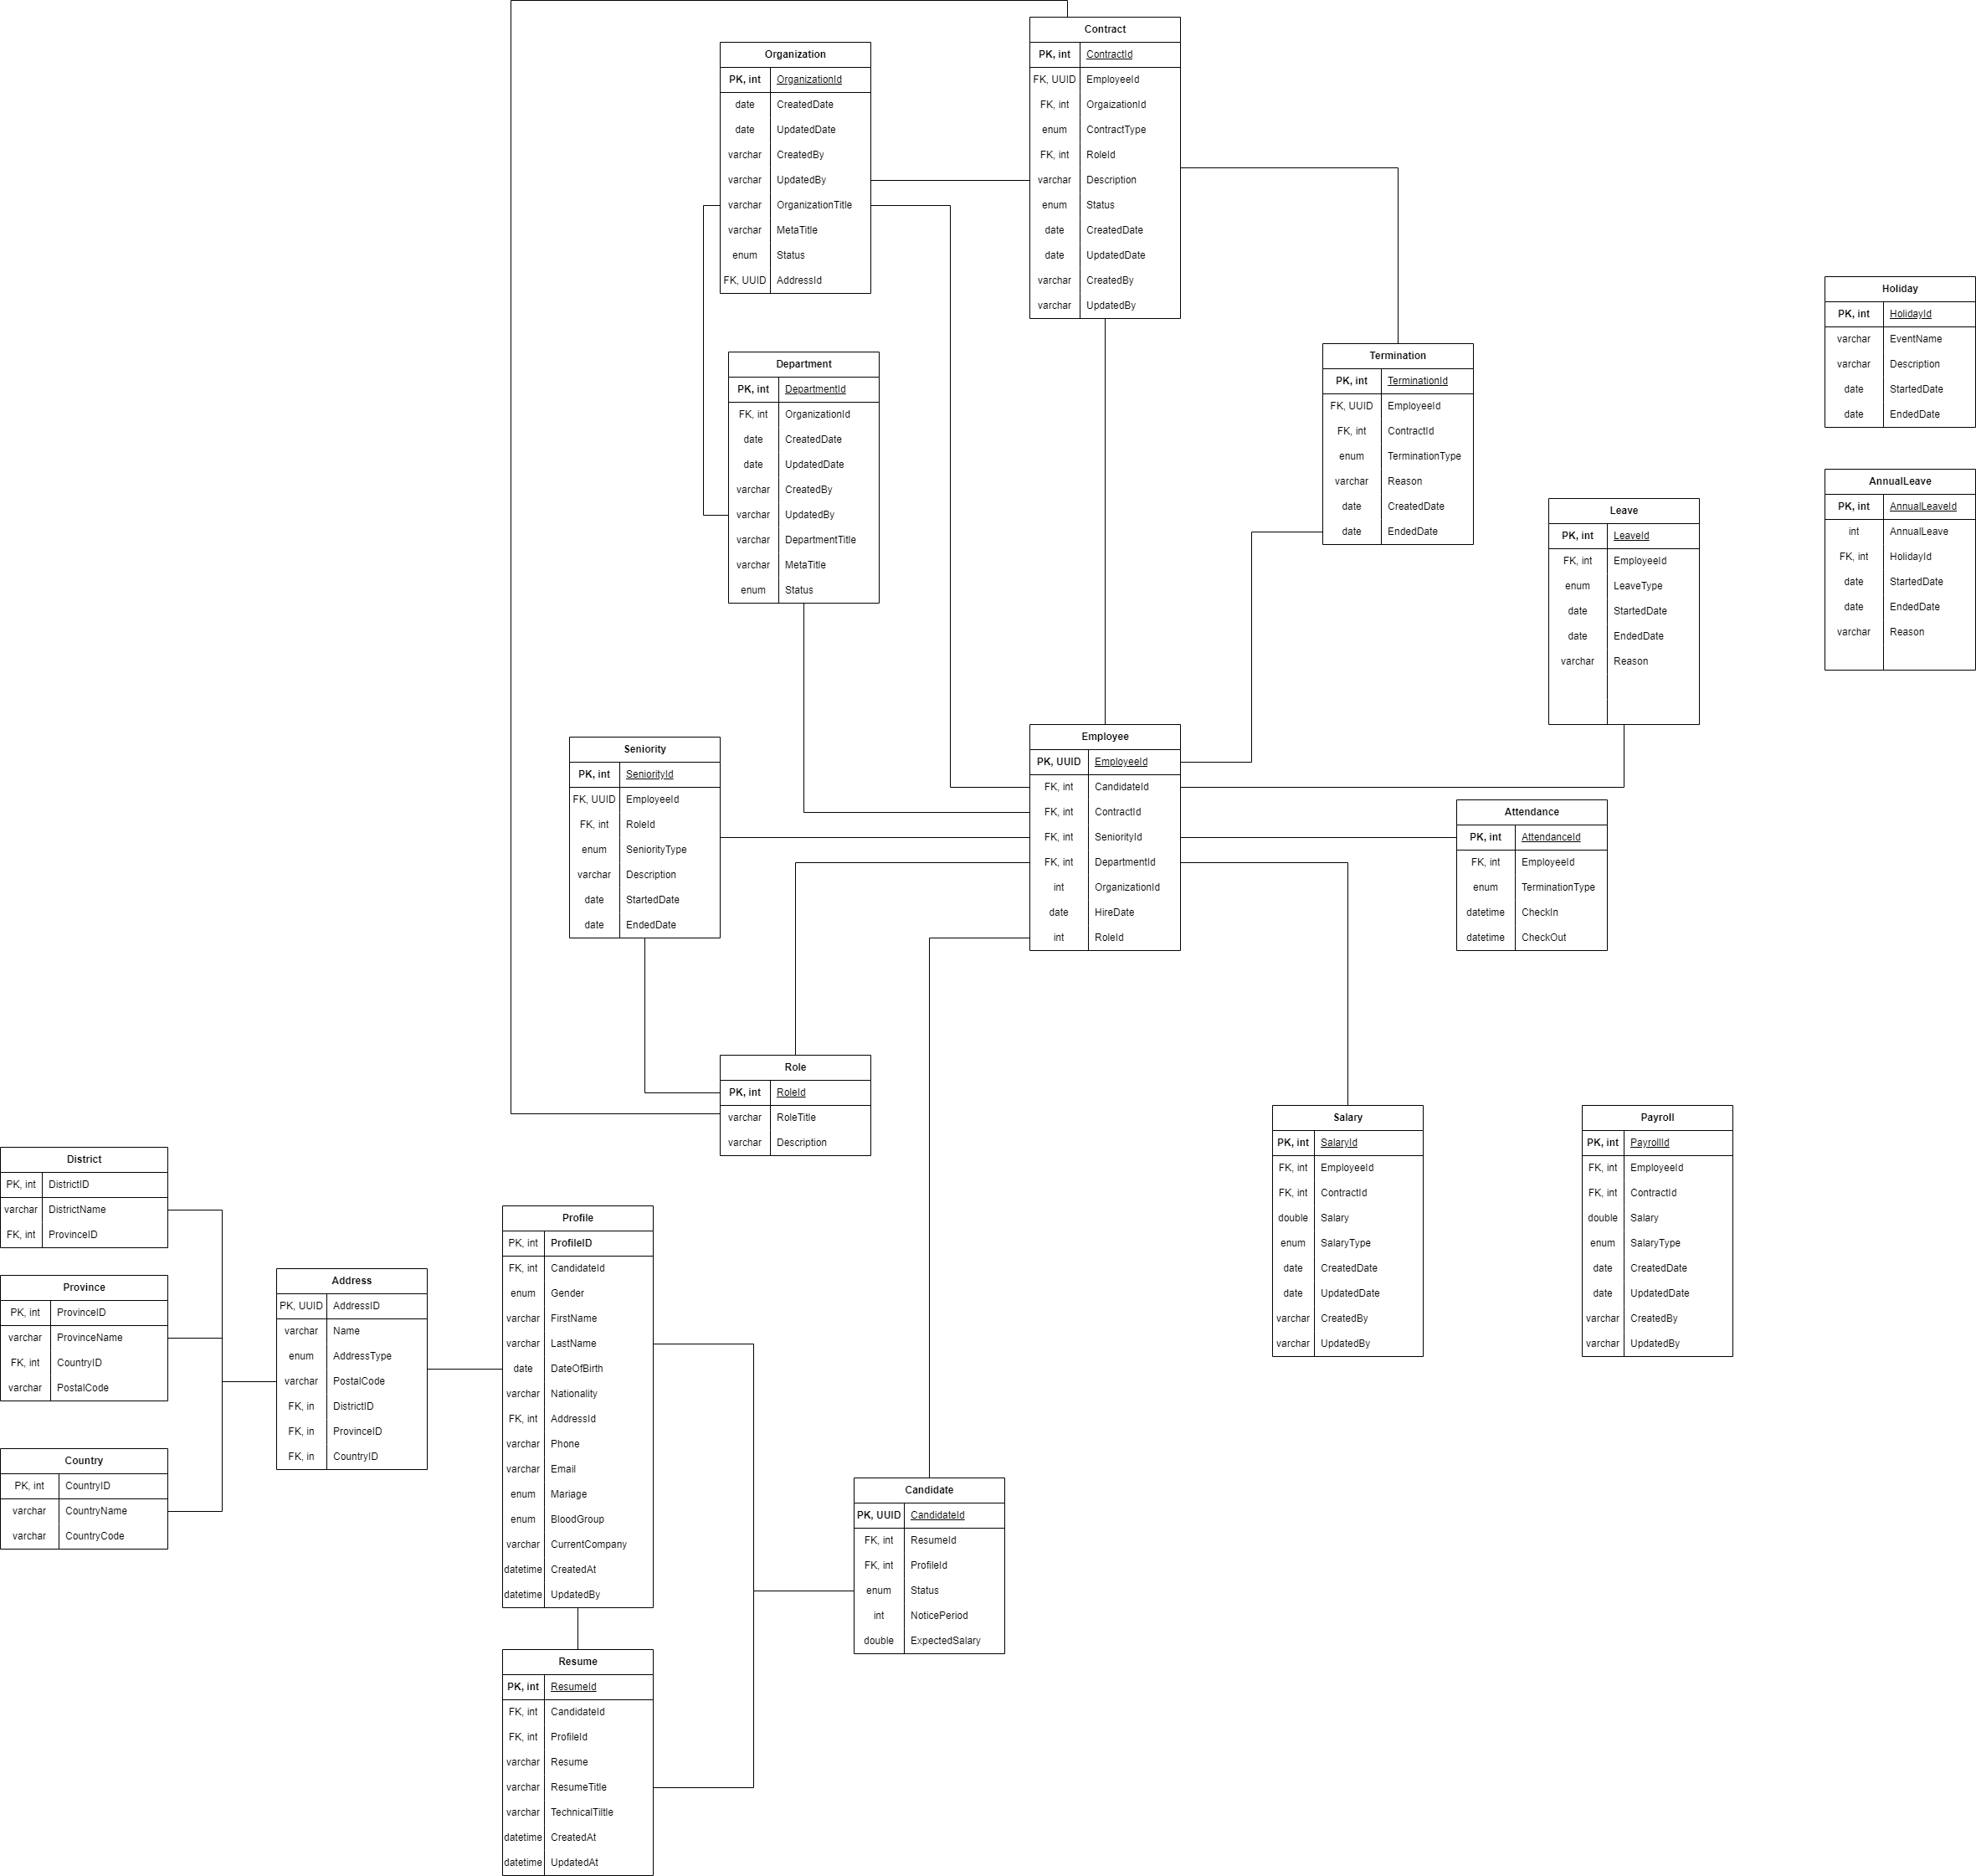 Contract
PK, int ContractId
FK, UUID EmployeeId
FK, int OrgaizationId
enum ContractType
FK, int RoleId
varchar Description
enum Status
date CreatedDate
date UpdatedDate
varchar CreatedBy
varchar UpdatedBy
Organization
PK, int OrganizationId
date CreatedDate
date UpdatedDate
varchar CreatedBy
varchar UpdatedBy
varchar OrganizationTitle
varchar MetaTitle
enum Status
FK, UUID AddressId
Holiday
PK, int HolidayId
varchar EventName
varchar Description
date StartedDate
date EndedDate
Department
PK, int DepartmentId
FK, int OrganizationId
date CreatedDate
date UpdatedDate
varchar CreatedBy
varchar UpdatedBy
varchar DepartmentTitle
varchar MetaTitle
enum Status
Termination
PK, int TerminationId
FK, UUID EmployeeId
FK, int ContractId
enum TerminationType
varchar Reason
date CreatedDate
date EndedDate
AnnualLeave
PK, int AnnualLeaveId
int AnnualLeave
FK, int HolidayId
date StartedDate
date EndedDate
varchar Reason
Leave
PK, int LeaveId
FK, int EmployeeId
enum LeaveType
date StartedDate
date EndedDate
varchar Reason
Employee
PK, UUID EmployeeId
FK, int CandidateId
FK, int ContractId
FK, int SeniorityId
FK, int DepartmentId
int OrganizationId
date HireDate
int RoleId
Seniority
PK, int SeniorityId
FK, UUID EmployeeId
FK, int RoleId
enum SeniorityType
varchar Description
date StartedDate
date EndedDate
Attendance
PK, int AttendanceId
FK, int EmployeeId
enum TerminationType
datetime CheckIn
datetime CheckOut
Role
PK, int RoleId
varchar RoleTitle
varchar Description
Salary
PK, int SalaryId
FK, int EmployeeId
FK, int ContractId
double Salary
enum SalaryType
date CreatedDate
date UpdatedDate
varchar CreatedBy
varchar UpdatedBy
Payroll
PK, int PayrollId
FK, int EmployeeId
FK, int ContractId
double Salary
enum SalaryType
date CreatedDate
date UpdatedDate
varchar CreatedBy
varchar UpdatedBy
District
PK, int DistrictID
varchar DistrictName
FK, int ProvinceID
Province
PK, int ProvinceID
varchar ProvinceName
FK, int CountryID
varchar PostalCode
Country
PK, int CountryID
varchar CountryName
varchar CountryCode
Address
PK, UUID AddressID
varchar Name
enum AddressType
varchar PostalCode
FK, in DistrictID
FK, in ProvinceID
FK, in CountryID
Profile
PK, int ProfileID
FK, int CandidateId
enum Gender
varchar FirstName
varchar LastName
date DateOfBirth
varchar Nationality
FK, int AddressId
varchar Phone
varchar Email
enum Mariage
enum BloodGroup
varchar CurrentCompany
datetime CreatedAt
datetime UpdatedBy
Candidate
PK, UUID CandidateId
FK, int ResumeId
FK, int ProfileId
enum Status
int NoticePeriod
double ExpectedSalary
Resume
PK, int ResumeId
FK, int CandidateId
FK, int ProfileId
varchar Resume
varchar ResumeTitle
varchar TechnicalTiltle
datetime CreatedAt
datetime UpdatedAt